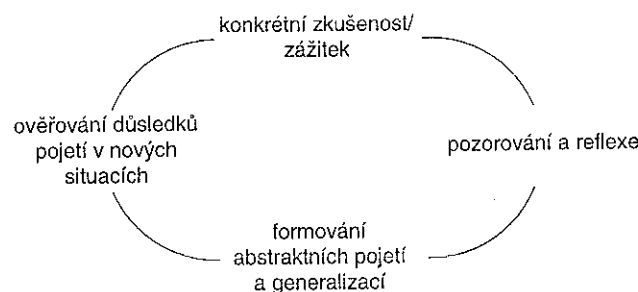 konkrétní zkušenost/
zážitek
ověřování důsledků
pojetí v nových
situacích
pozorování a reflexe
formování
abstraktních pojetí
a generalizací